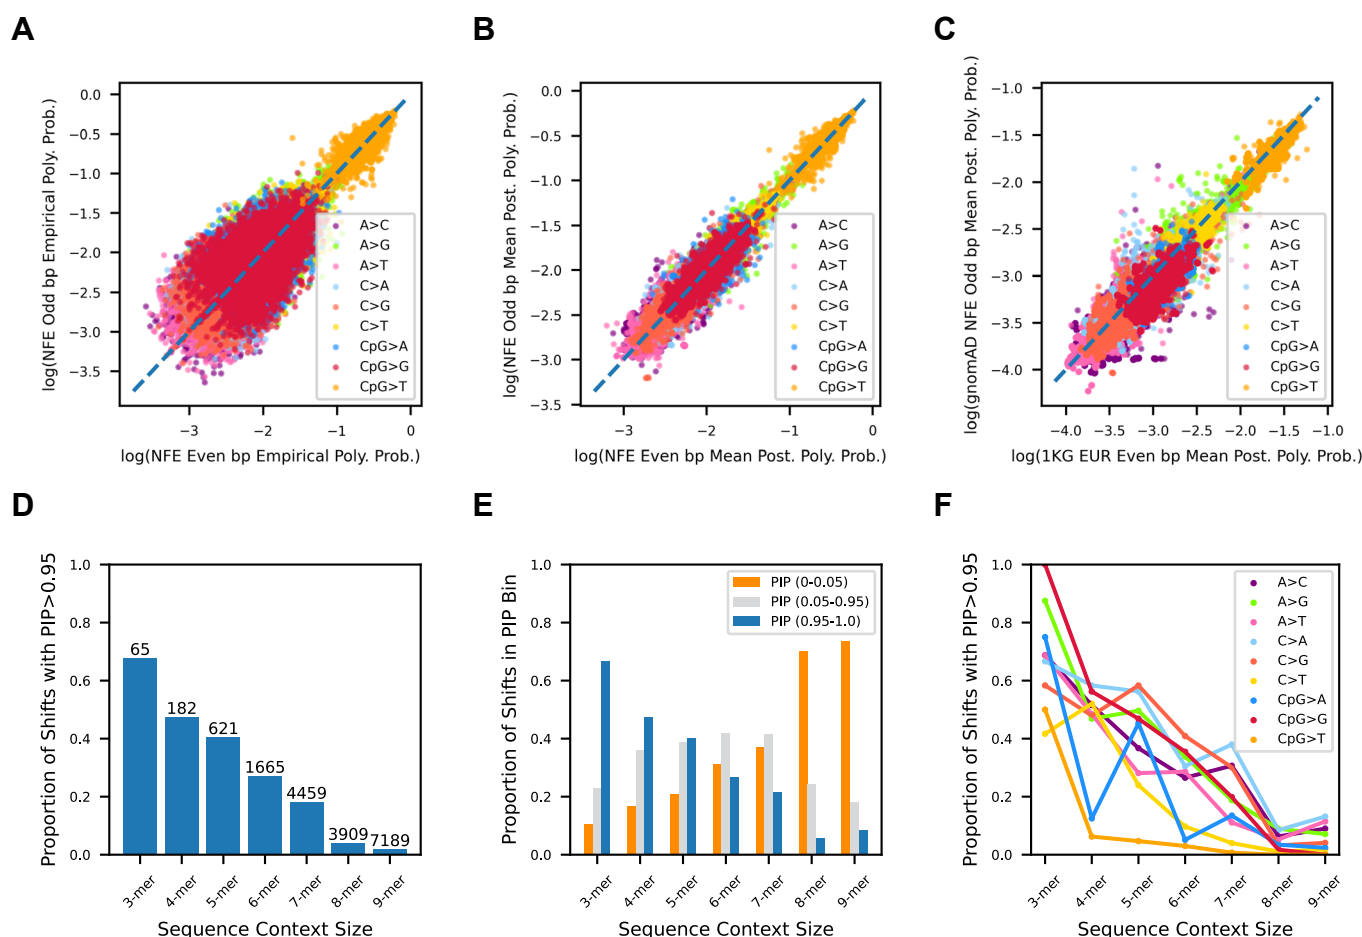 A
log(NFE Odd bp Empirical Poly. Prob.)
0.0
−0.5
−1.0
−1.5
−2.0
−2.5
−3.0
−3.5
−3
−2
−1
0
log(NFE Even bp Empirical Poly. Prob.)
A>C
A>G
A>T
C>A
C>G
C>T
CpG>A
CpG>G
CpG>T
B
log(NFE Odd bp Mean Post. Poly. Prob.)
0.0
−0.5
−1.0
−1.5
−2.0
−2.5
−3.0
−3.5
−3
−2
−1
0
log(NFE Even bp Mean Post. Poly. Prob.)
A>C
A>G
A>T
C>A
C>G
C>T
CpG>A
CpG>G
CpG>T
C
log(gnomAD NFE Odd bp Mean Post. Poly. Prob.)
−1.0
−1.5
−2.0
−2.5
−3.0
−3.5
−4.0
−4.0
−3.5
−3.0
−2.5
−2.0
−1.5
−1.0
log(1KG EUR Even bp Mean Post. Poly. Prob.)
A>C
A>G
A>T
C>A
C>G
C>T
CpG>A
CpG>G
CpG>T
D
Proportion of Shifts with PIP>0.95
1.0
0.8
0.6
0.4
0.2
0.0
65
182
621
1665
4459
3909
7189
3-mer
4-mer
5-mer
6-mer
7-mer
8-mer
9-mer
Sequence Context Size
E
Proportion of Shifts in PIP Bin
1.0
0.8
0.6
0.4
0.2
0.0
PIP (0-0.05)
PIP (0.05-0.95)
PIP (0.95-1.0)
3-mer
4-mer
5-mer
6-mer
7-mer
8-mer
9-mer
Sequence Context Size
F
Proportion of Shifts with PIP>0.95
1.0
0.8
0.6
0.4
0.2
0.0
A>C
A>G
A>T
C>A
C>G
C>T
CpG>A
CpG>G
CpG>T
3-mer
4-mer
5-mer
6-mer
7-mer
8-mer
9-mer
Sequence Context Size